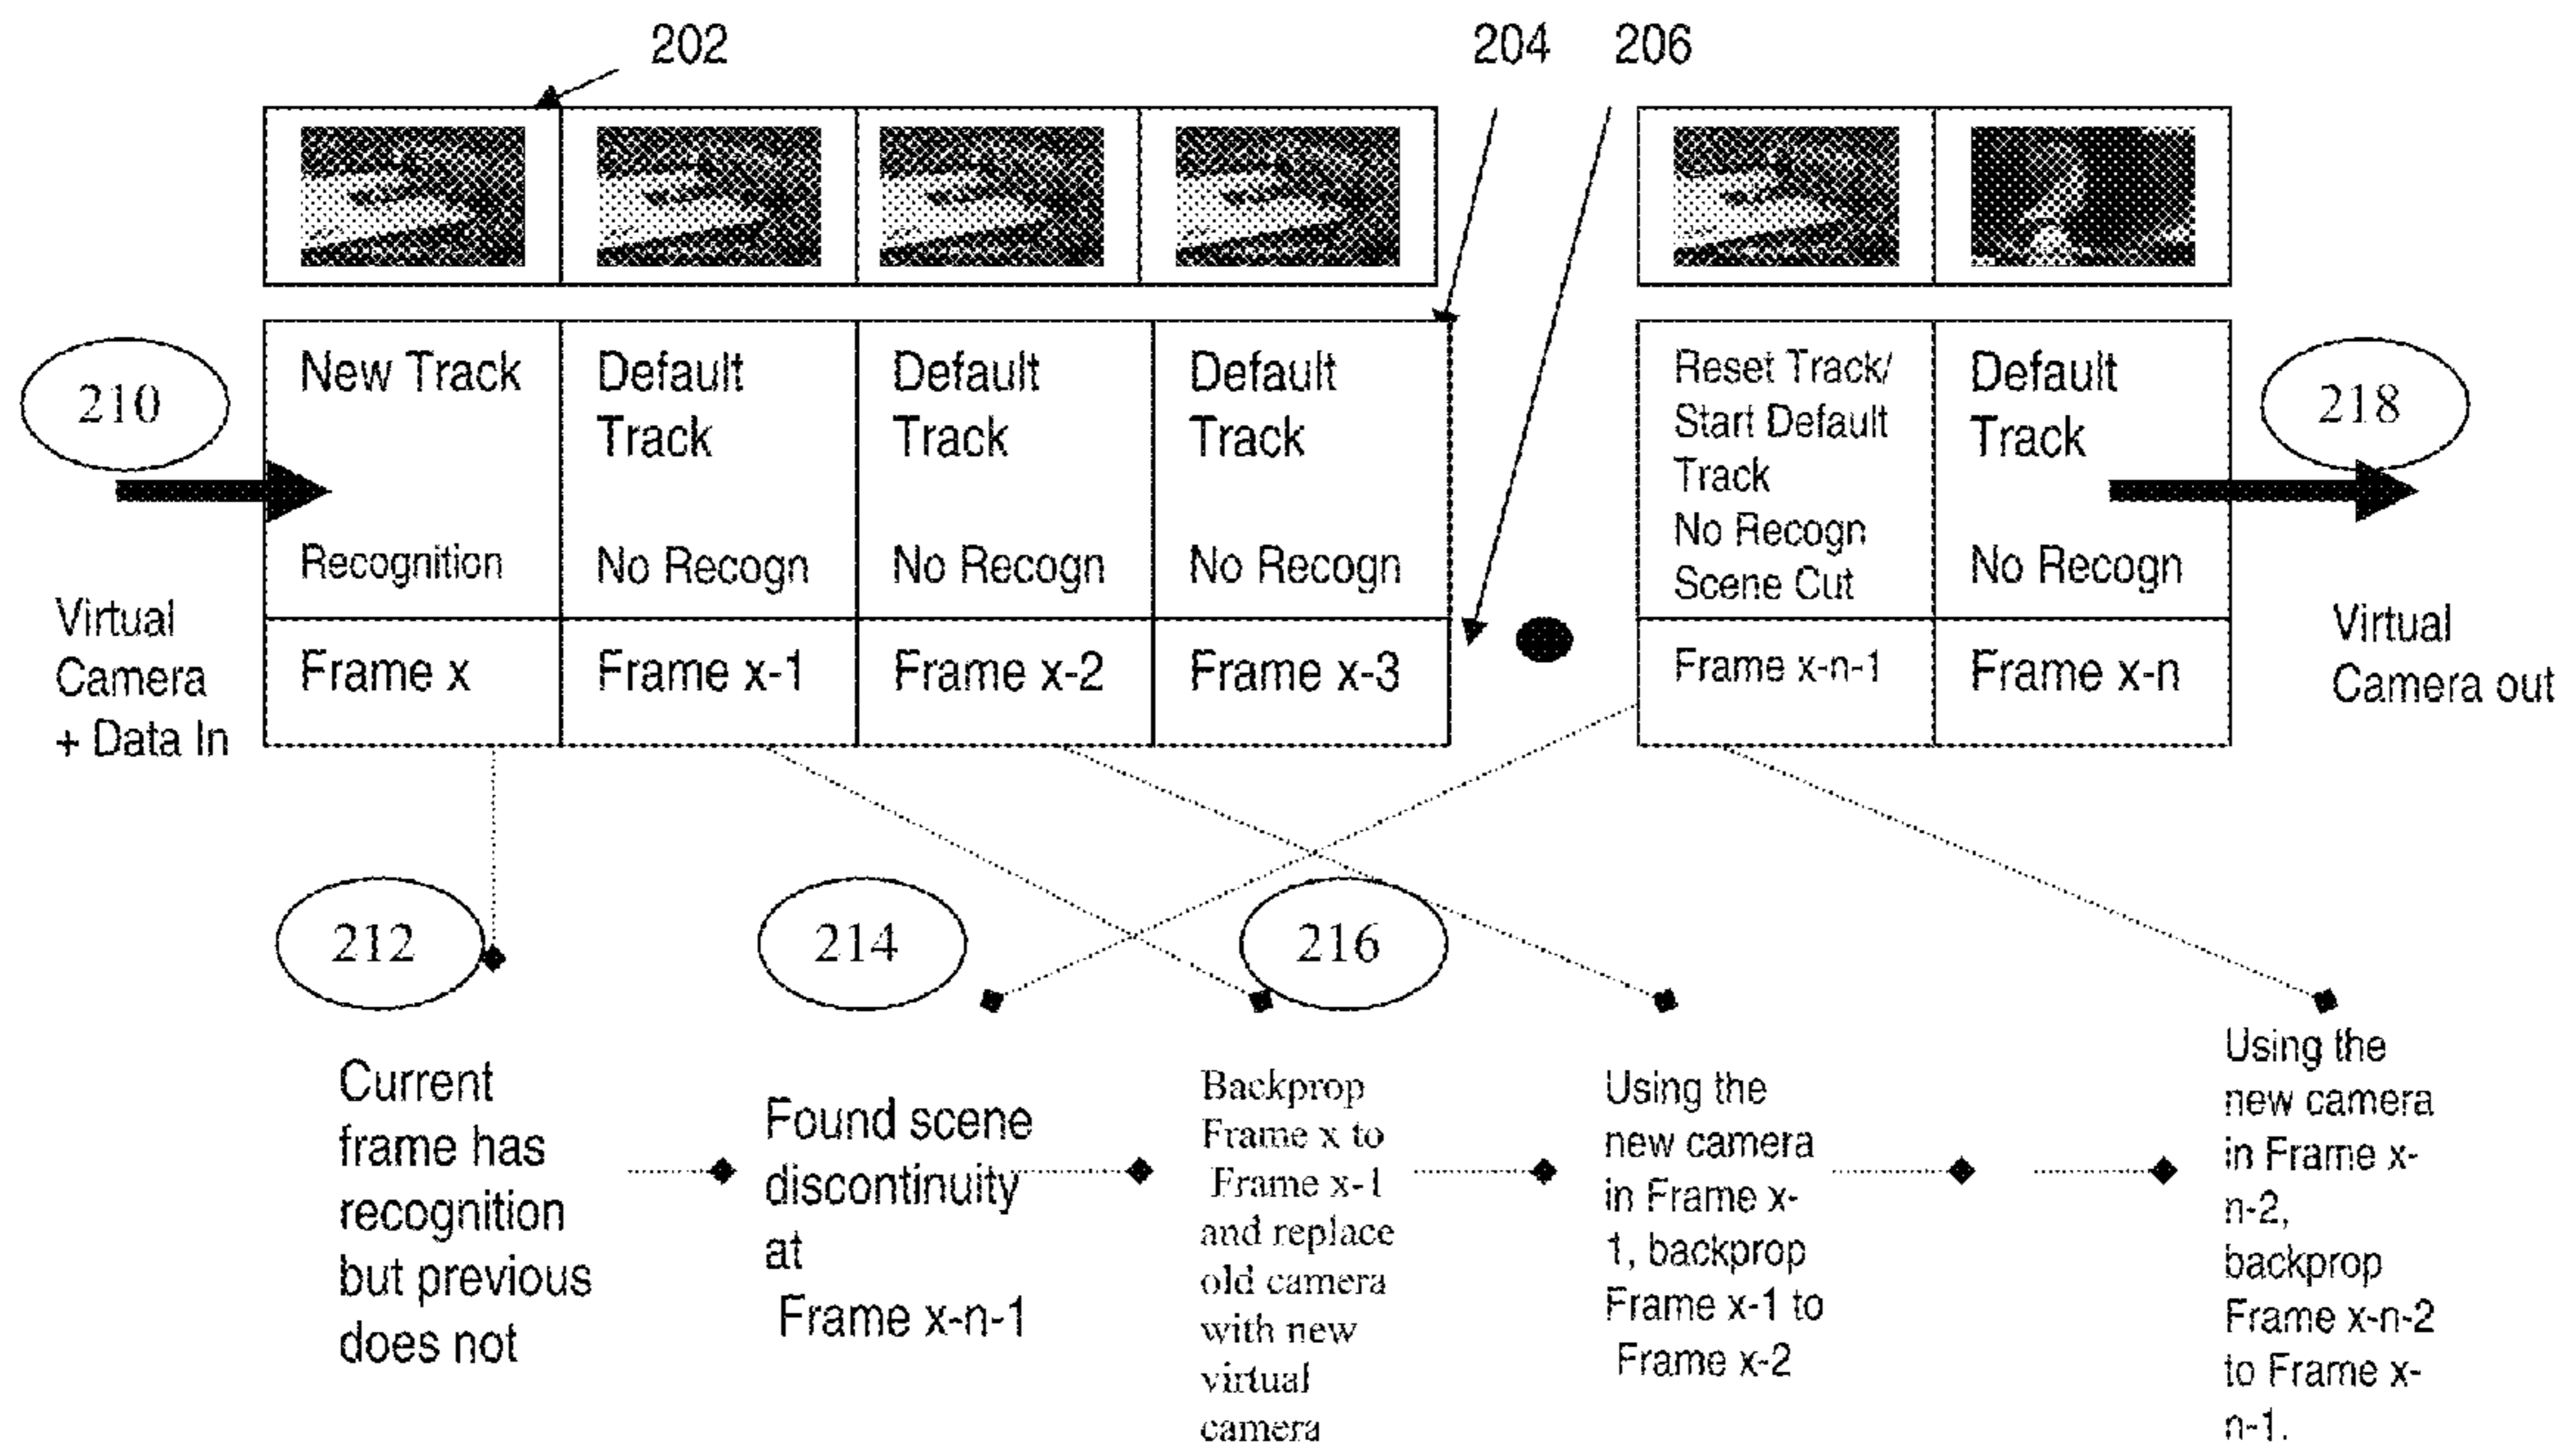 202
204
206
210
New Track
Recognition
Frame x
Default
Track
No Recogn
Frame x-1
Default
Track
No Recogn
Frame x-2
Default
Track
No Recogn
Frame x-3
Reset Track/
Start Default
Track
No Recogn
Scene Cut
Frame x-n-1
Default
Track
No Recogn
Frame x-n
218
Virtual
Camera
+ Data In
Virtual
Camera out
212
214
216
Current
frame has
recognition
but previous
does not
Found scene
discontinuity
at
Frame x-n-1
Backprop
Frame x to
Frame x-1
and replace
old camera
with new
virtual
camera
Using the
new camera
in Frame x-
1, backprop
Frame x-1 to
Frame x-2
Using the
new camera
in Frame x-
n-2,
backprop
Frame x-n-2
to Frame x-
n-1.